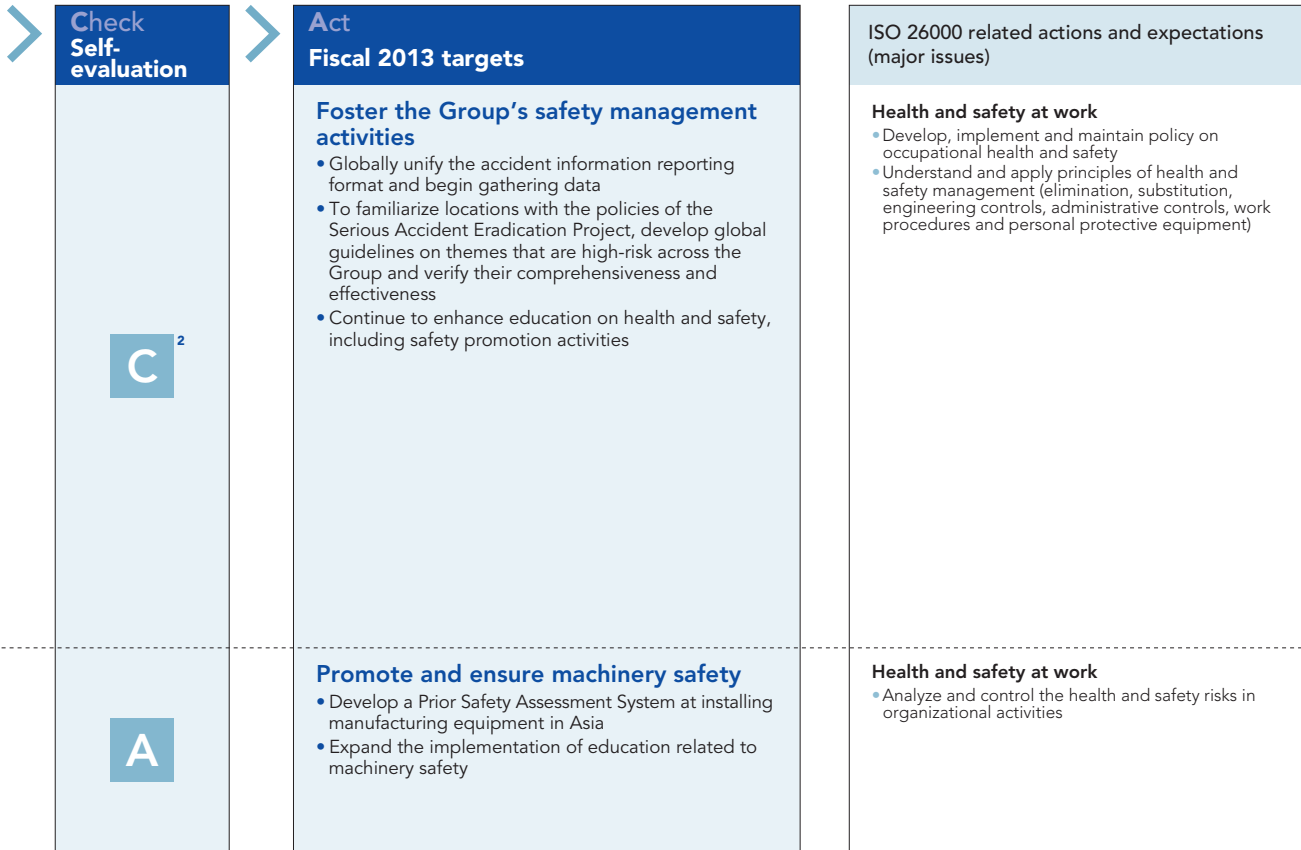 Check
Self-
evaluation
Act
Fiscal 2013 targets
ISO 26000 related actions and expectations
(major issues)
C 2
Foster the Group's safety management
activities
• Globally unify the accident information reporting
format and begin gathering data
• To familiarize locations with the policies of the
Serious Accident Eradication Project, develop global
guidelines on themes that are high-risk across the
Group and verify their comprehensiveness and
effectiveness
• Continue to enhance education on health and safety,
including safety promotion activities
Health and safety at work
• Develop, implement and maintain policy on
occupational health and safety
• Understand and apply principles of health and
safety management (elimination, substitution,
engineering controls, administrative controls, work
procedures and personal protective equipment)
A
Promote and ensure machinery safety
• Develop a Prior Safety Assessment System at installing
manufacturing equipment in Asia
• Expand the implementation of education related to
machinery safety
Health and safety at work
• Analyze and control the health and safety risks in
organizational activities